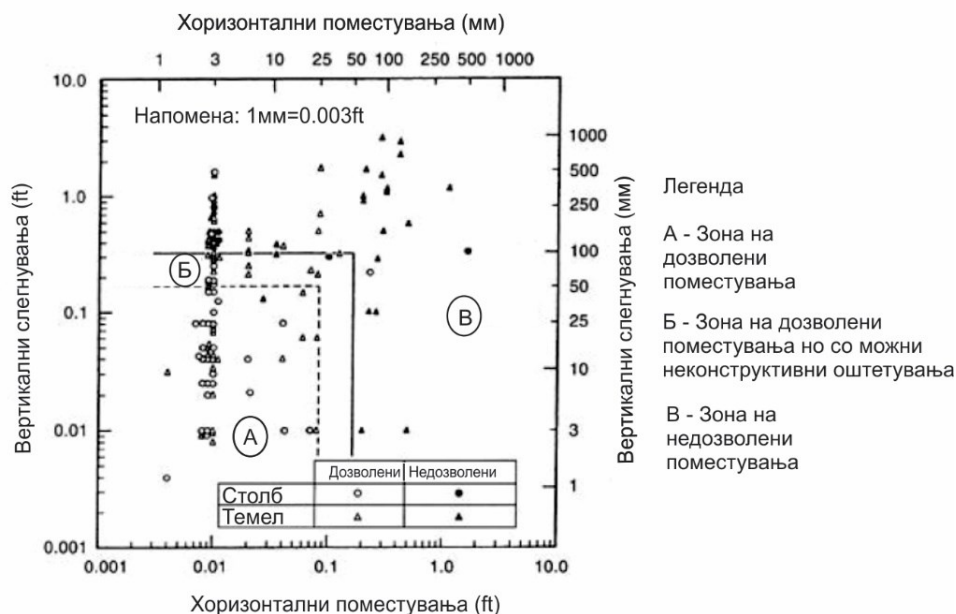 Хоризонтални поместувања (мм)
1 3 10 25 50 100 500 1000
10.0
1.0
0.1
0.01
0.001
Вертикални слегнувања (ft)
Напомена: 1мм=0.003ft
Б
А
В
Дозволени Недозволени
Столб
Темел
1000
500
250
100
50
25
10
3
1
Вертикални слегнувања (мм)
0.001 0.01 0.1 1.0 10.0
Хоризонтални поместувања (ft)
Легенда
А - Зона на
дозволени
поместувања
Б - Зона на дозволени
поместувања но со можни
неконструктивни оштетувања
В - Зона на
недозволени
поместувања